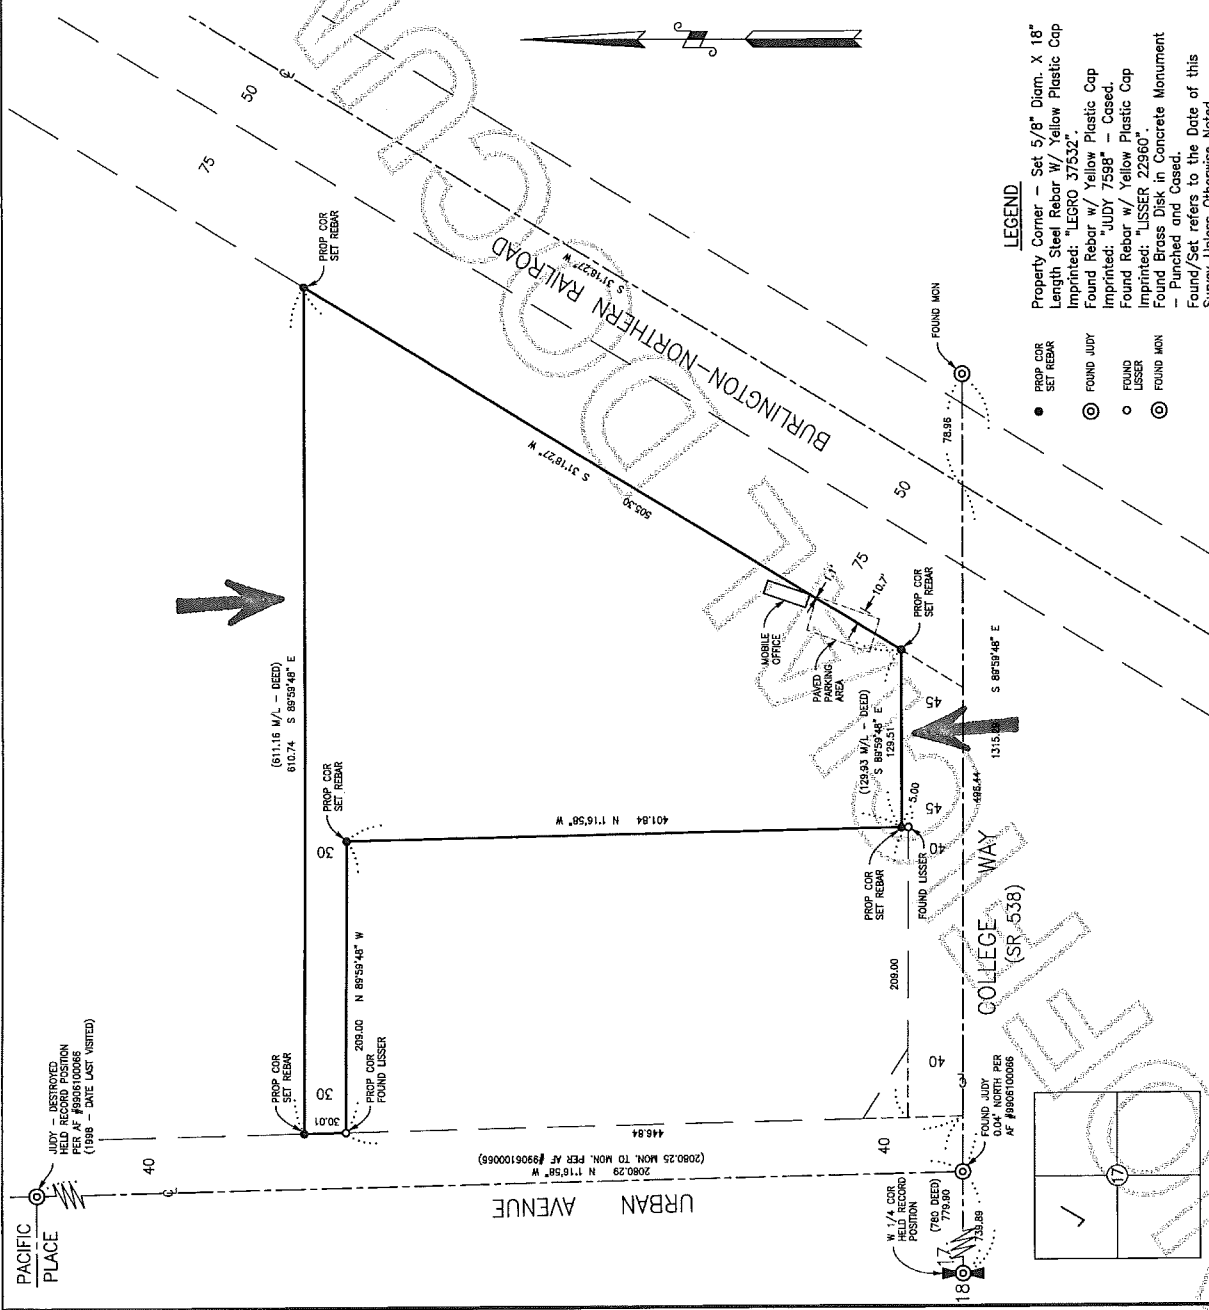 PACIFIC
PLACE
JUDY - DESTROYED
HELD RECORD POSITION
PER AF #9906100066
(1998 - DATE LAST VISITED)
40
75
50
PROP COR
SET REBAR
(611.16 M/L - DEED)
610.74 S 89°59'48" E
PROP COR
SET REBAR
PROP COR
SET REBAR
30
30
30.01
209.00 N 89°59'48" W
PROP COR
FOUND LISSER
S 31°18'27" W
BURLINGTON-NORTHERN RAILROAD
S 31°18'27" W
505.30
401.84 N 1°16'58" W
MOBILE
OFFICE
1.1'
75
10.7'
PAVED
PARKING
AREA
50
PROP COR
SET REBAR
(129.93 M/L - DEED)
S 89°59'48" E
129.51
45
45
5.00
40
PROP COR
SET REBAR
FOUND LISSER
209.00
446.84
2080.29 N 1°16'58" W
(2080.25 MON. TO MON. PER AF #9906100066)
URBAN AVENUE
40
40
COLLEGE WAY
(SR 538)
496.44
S 89°59'48" E
78.96
FOUND MON
W 1/4 COR
HELD RECORD
POSITION
(780 DEED)
779.90
739.89
18
17
FOUND JUDY
0.04' NORTH PER
AF #9906100066
17
LEGEND
PROP COR
SET REBAR
Property Corner - Set 5/8" Diam. X 18"
Length Steel Rebar W/ Yellow Plastic Cap
Imprinted: "LEGRO 37532".
FOUND JUDY
Found Rebar w/ Yellow Plastic Cap
Imprinted: "JUDY 7598" - Cased.
FOUND
LISSER
Found Rebar w/ Yellow Plastic Cap
Imprinted: "LISSER 22960".
FOUND MON
Found Brass Disk in Concrete Monument
- Punched and Cased.
Found/Set refers to the Date of this
Survey Unless Otherwise Noted